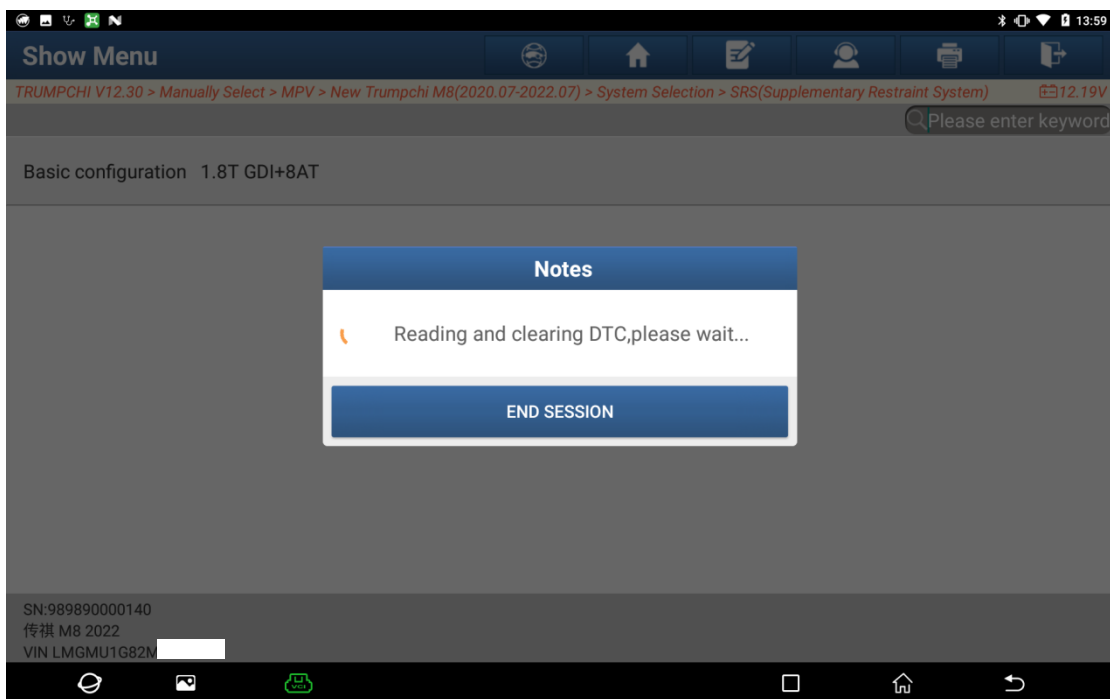 13:59
Show Menu
TRUMPCHI V12.30 > Manually Select > MPV > New Trumpchi M8(2020.07-2022.07) > System Selection > SRS(Supplementary Restraint System) 12.19V
Please enter keyword
Basic configuration 1.8T GDI+8AT
Notes
Reading and clearing DTC,please wait...
END SESSION
SN:989890000140
传祺 M8 2022
VIN LMGMU1G82M
VCI